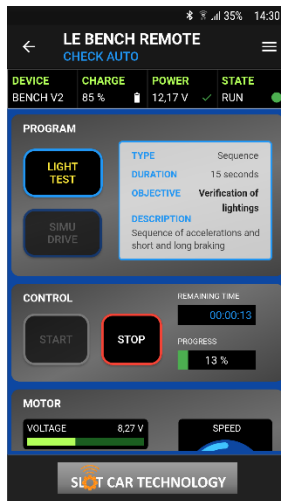 35% 14:30
LE BENCH REMOTE
CHECK AUTO
DEVICE CHARGE POWER STATE
BENCH V2 85 % 12,17 V RUN
PROGRAM
LIGHT
TEST
SIMU
DRIVE
TYPE Sequence
DURATION 15 seconds
OBJECTIVE Verification of
lightings
DESCRIPTION
Sequence of accelerations and
short and long braking
CONTROL
START
STOP
REMAINING TIME
00:00:13
PROGRESS
13 %
MOTOR
VOLTAGE 8,27 V
SPEED
SLOT CAR TECHNOLOGY